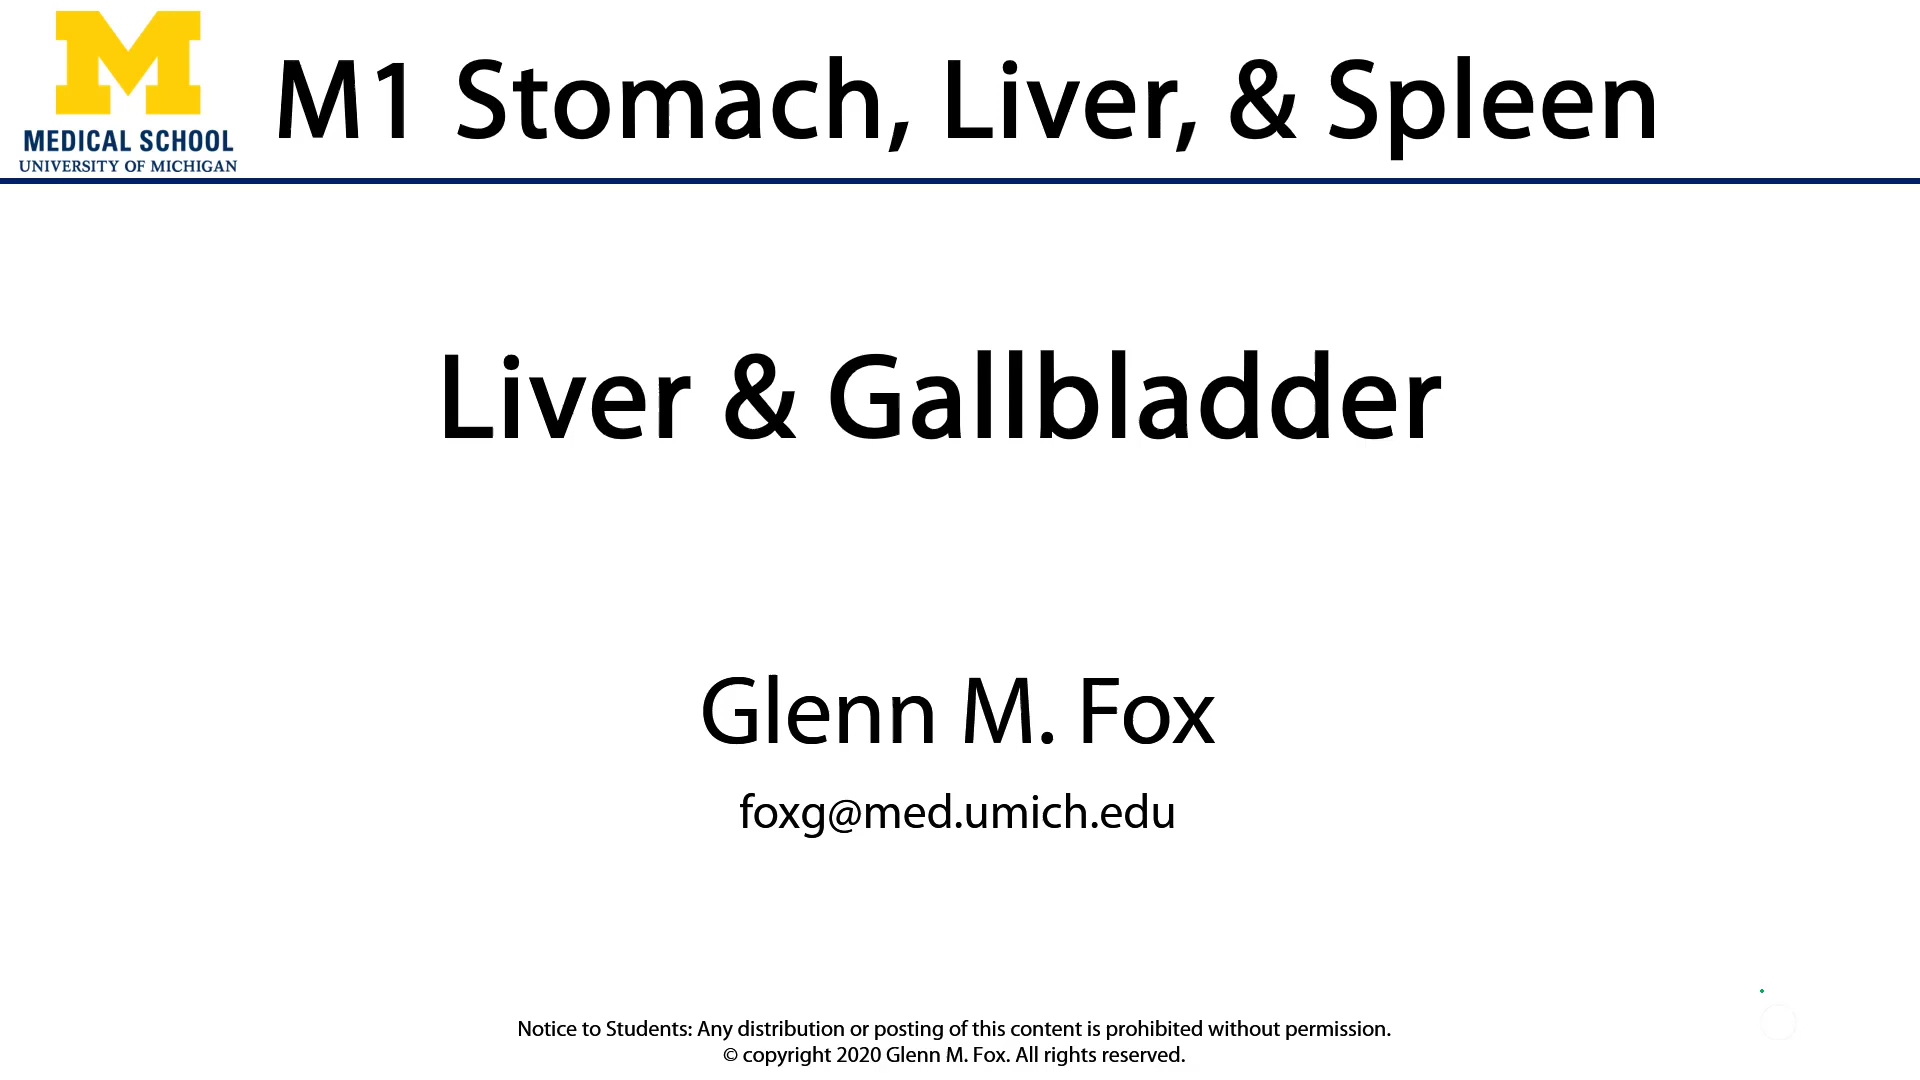 M
MEDICAL SCHOOL
UNIVERSITY OF MICHIGAN
M1 Stomach, Liver, & Spleen
Liver & Gallbladder
Glenn M. Fox
foxg@med.umich.edu
Notice to Students: Any distribution or posting of this content is prohibited without permission.
© copyright 2020 Glenn M. Fox. All rights reserved.